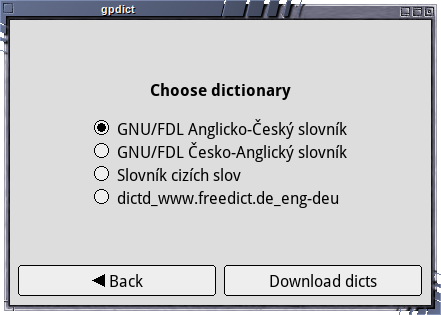 gpdict
Choose dictionary
GNU/FDL Anglicko-Český slovník
GNU/FDL Česko-Anglický slovník
Slovník cizích slov
dictd_www.freedict.de_eng-deu
Back
Download dicts